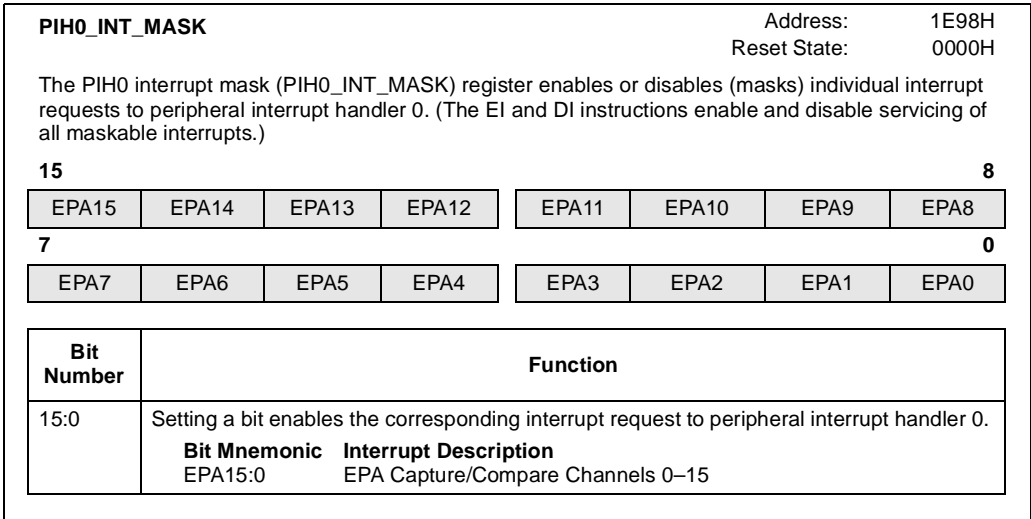 PIH0_INT_MASK Address: 1E98H
Reset State: 0000H
The PIH0 interrupt mask (PIH0_INT_MASK) register enables or disables (masks) individual interrupt
requests to peripheral interrupt handler 0. (The EI and DI instructions enable and disable servicing of
all maskable interrupts.)
15 8
EPA15 EPA14 EPA13 EPA12 EPA11 EPA10 EPA9 EPA8
7 0
EPA7 EPA6 EPA5 EPA4 EPA3 EPA2 EPA1 EPA0
Bit
Number Function
15:0 Setting a bit enables the corresponding interrupt request to peripheral interrupt handler 0.
Bit Mnemonic Interrupt Description
EPA15:0 EPA Capture/Compare Channels 0–15